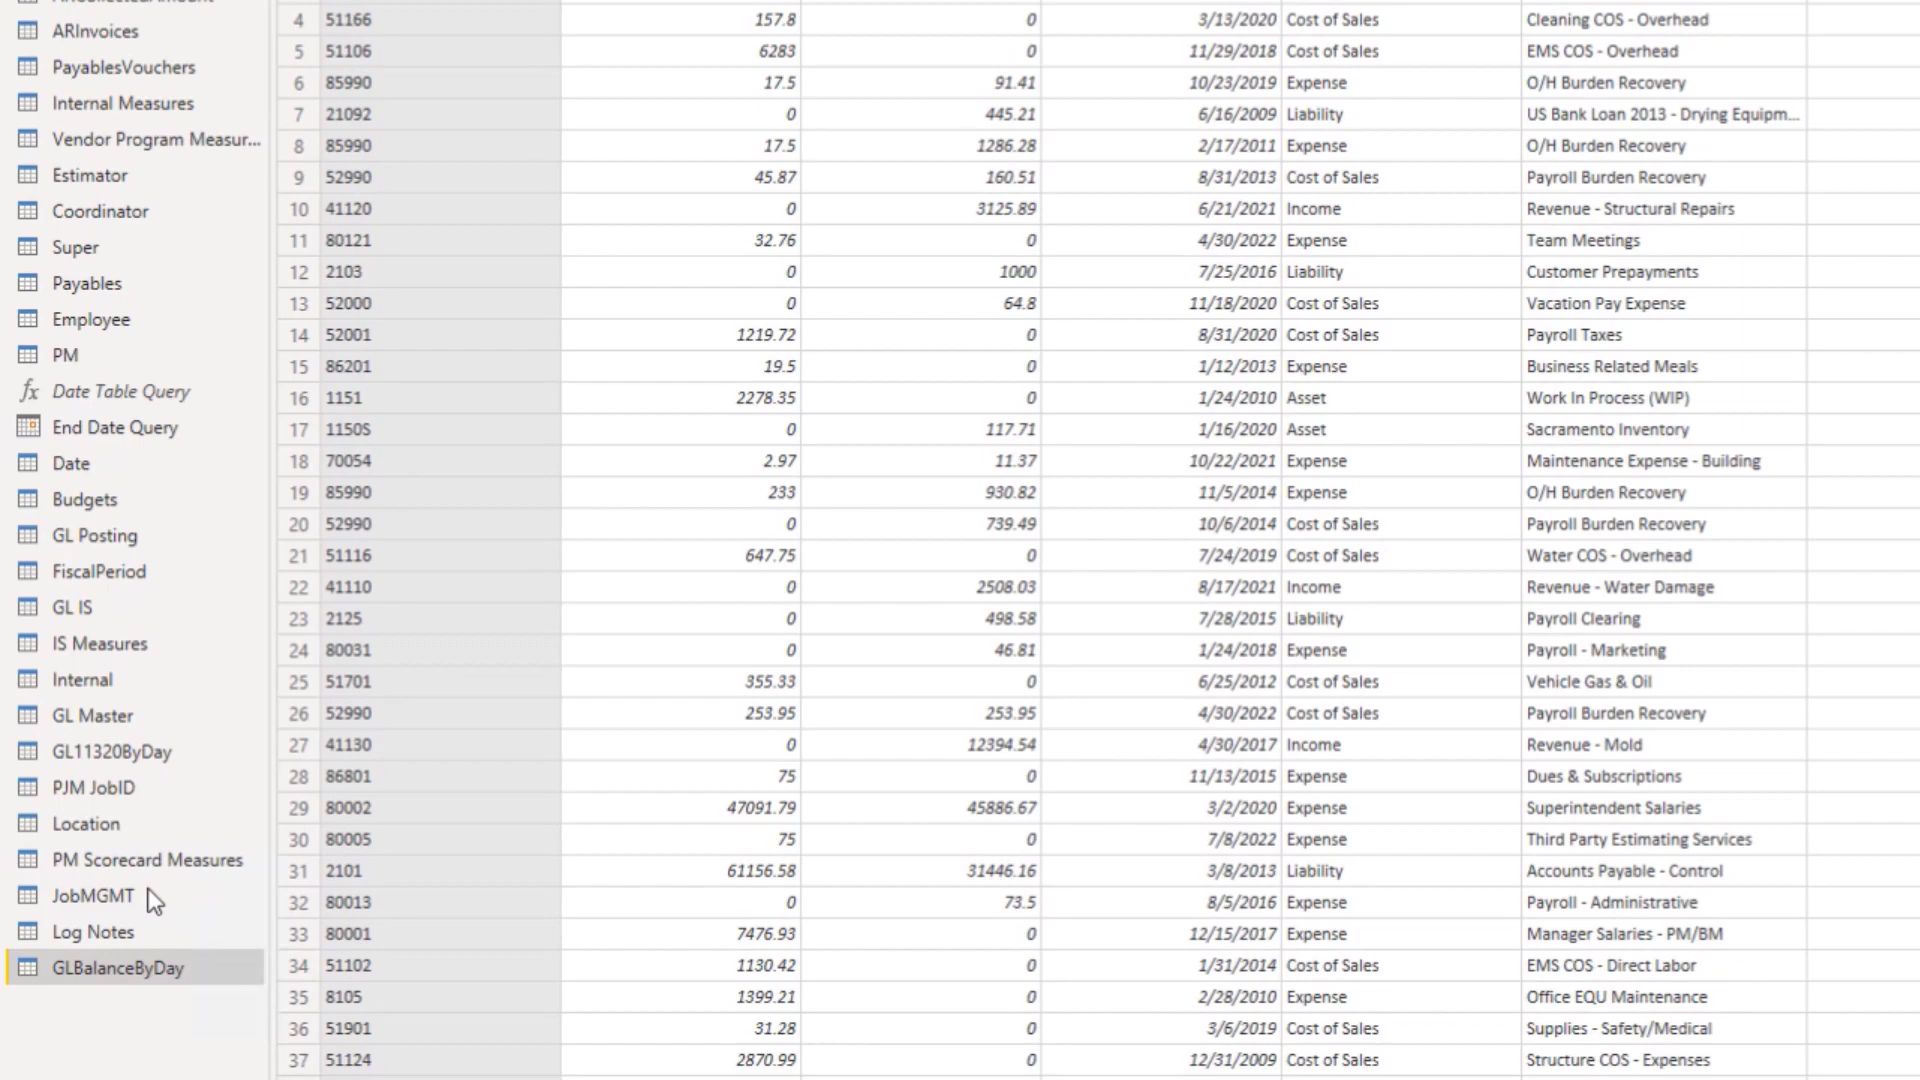 ARInvoices
PayablesVouchers
Internal Measures
Vendor Program Measur...
Estimator
Coordinator
Super
Payables
Employee
PM
fx Date Table Query
End Date Query
Date
Budgets
GL Posting
FiscalPeriod
GL IS
IS Measures
Internal
GL Master
GL11320ByDay
PJM JobID
Location
PM Scorecard Measures
JobMGMT
Log Notes
GLBalanceByDay
4 51166 157.8 0 3/13/2020 Cost of Sales Cleaning COS - Overhead
5 51106 6283 0 11/29/2018 Cost of Sales EMS COS - Overhead
6 85990 17.5 91.41 10/23/2019 Expense O/H Burden Recovery
7 21092 0 445.21 6/16/2009 Liability US Bank Loan 2013 - Drying Equipm...
8 85990 17.5 1286.28 2/17/2011 Expense O/H Burden Recovery
9 52990 45.87 160.51 8/31/2013 Cost of Sales Payroll Burden Recovery
10 41120 0 3125.89 6/21/2021 Income Revenue - Structural Repairs
11 80121 32.76 0 4/30/2022 Expense Team Meetings
12 2103 0 1000 7/25/2016 Liability Customer Prepayments
13 52000 0 64.8 11/18/2020 Cost of Sales Vacation Pay Expense
14 52001 1219.72 0 8/31/2020 Cost of Sales Payroll Taxes
15 86201 19.5 0 1/12/2013 Expense Business Related Meals
16 1151 2278.35 0 1/24/2010 Asset Work In Process (WIP)
17 1150S 0 117.71 1/16/2020 Asset Sacramento Inventory
18 70054 2.97 11.37 10/22/2021 Expense Maintenance Expense - Building
19 85990 233 930.82 11/5/2014 Expense O/H Burden Recovery
20 52990 0 739.49 10/6/2014 Cost of Sales Payroll Burden Recovery
21 51116 647.75 0 7/24/2019 Cost of Sales Water COS - Overhead
22 41110 0 2508.03 8/17/2021 Income Revenue - Water Damage
23 2125 0 498.58 7/28/2015 Liability Payroll Clearing
24 80031 0 46.81 1/24/2018 Expense Payroll - Marketing
25 51701 355.33 0 6/25/2012 Cost of Sales Vehicle Gas & Oil
26 52990 253.95 253.95 4/30/2022 Cost of Sales Payroll Burden Recovery
27 41130 0 12394.54 4/30/2017 Income Revenue - Mold
28 86801 75 0 11/13/2015 Expense Dues & Subscriptions
29 80002 47091.79 45886.67 3/2/2020 Expense Superintendent Salaries
30 80005 75 0 7/8/2022 Expense Third Party Estimating Services
31 2101 61156.58 31446.16 3/8/2013 Liability Accounts Payable - Control
32 80013 0 73.5 8/5/2016 Expense Payroll - Administrative
33 80001 7476.93 0 12/15/2017 Expense Manager Salaries - PM/BM
34 51102 1130.42 0 1/31/2014 Cost of Sales EMS COS - Direct Labor
35 8105 1399.21 0 2/28/2010 Expense Office EQU Maintenance
36 51901 31.28 0 3/6/2019 Cost of Sales Supplies - Safety/Medical
37 51124 2870.99 0 12/31/2009 Cost of Sales Structure COS - Expenses